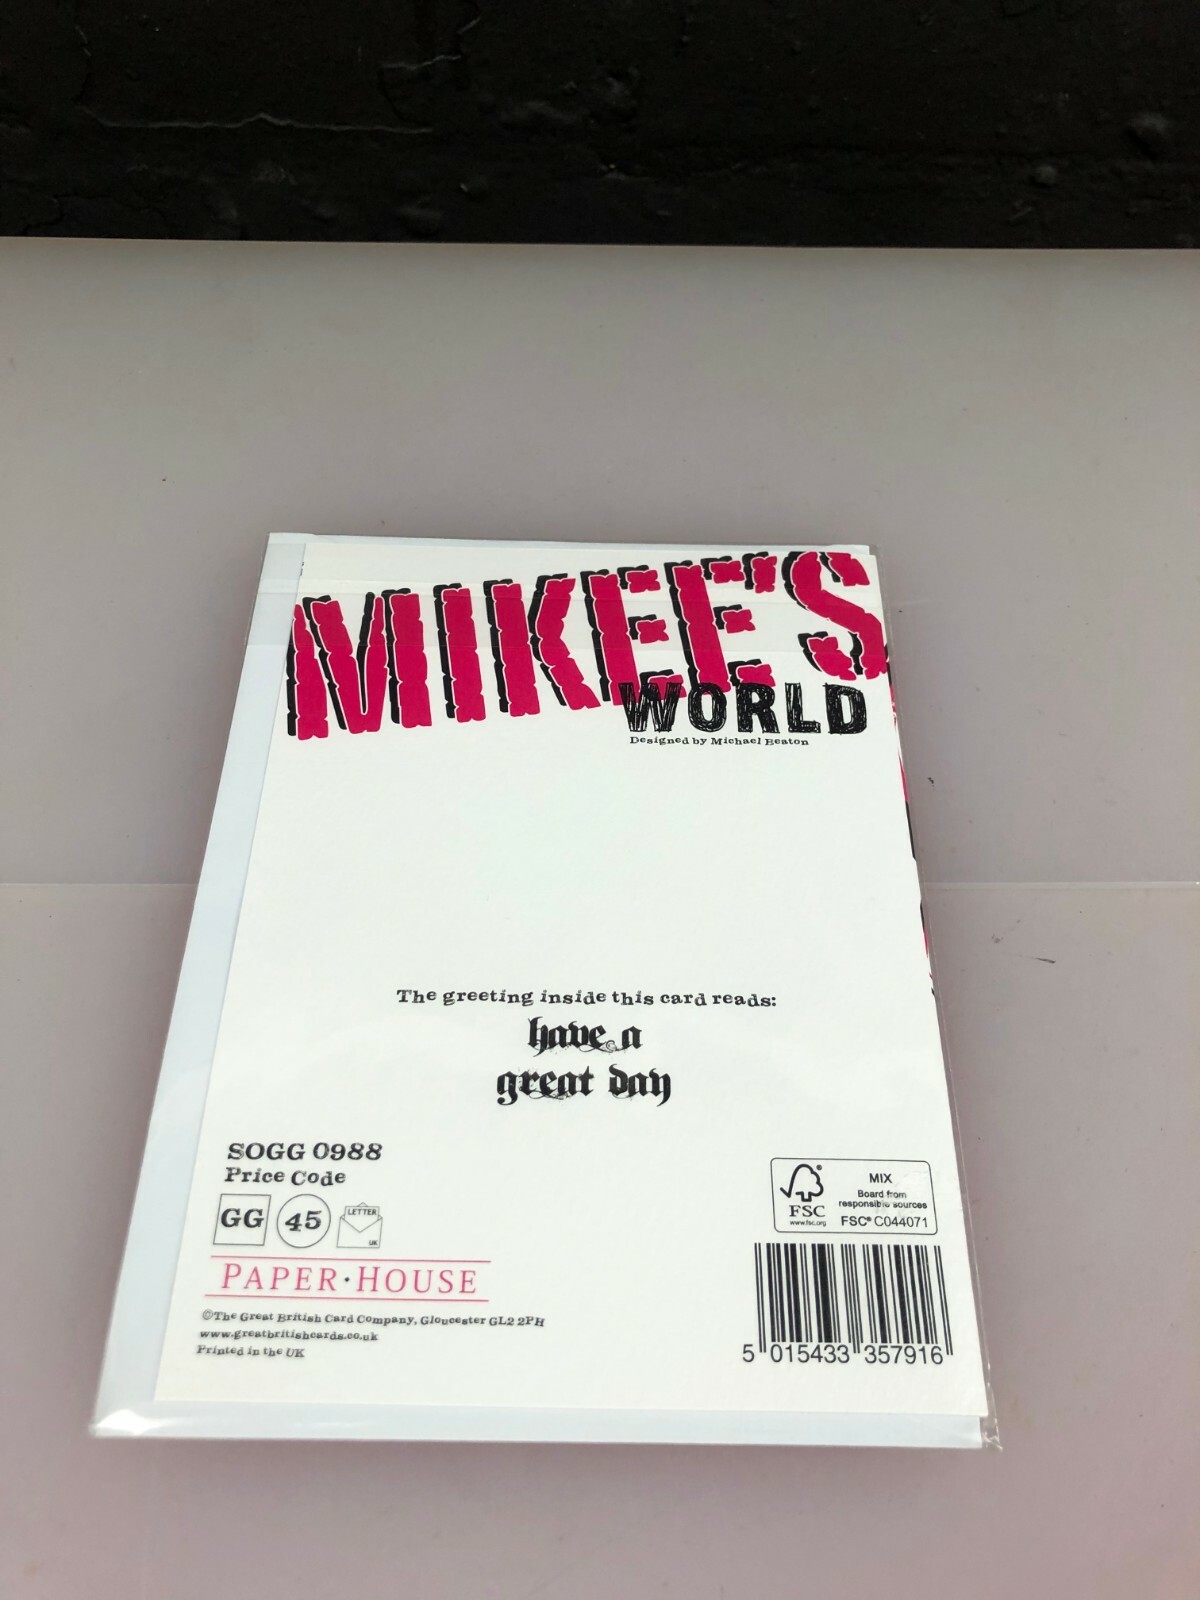 MIKEE'S
WORLD
Designed by Michael Beaton
The greeting inside this card reads:
have a
great day
SOGG 0988
Price Code
GG 45 LETTER UK
PAPER·HOUSE
©The Great British Card Company, Gloucester GL2 2PH
www.greatbritishcards.co.uk
Printed in the UK
FSC
www.fsc.org
MIX
Board from
responsible sources
FSC® C044071
5 015433 357916